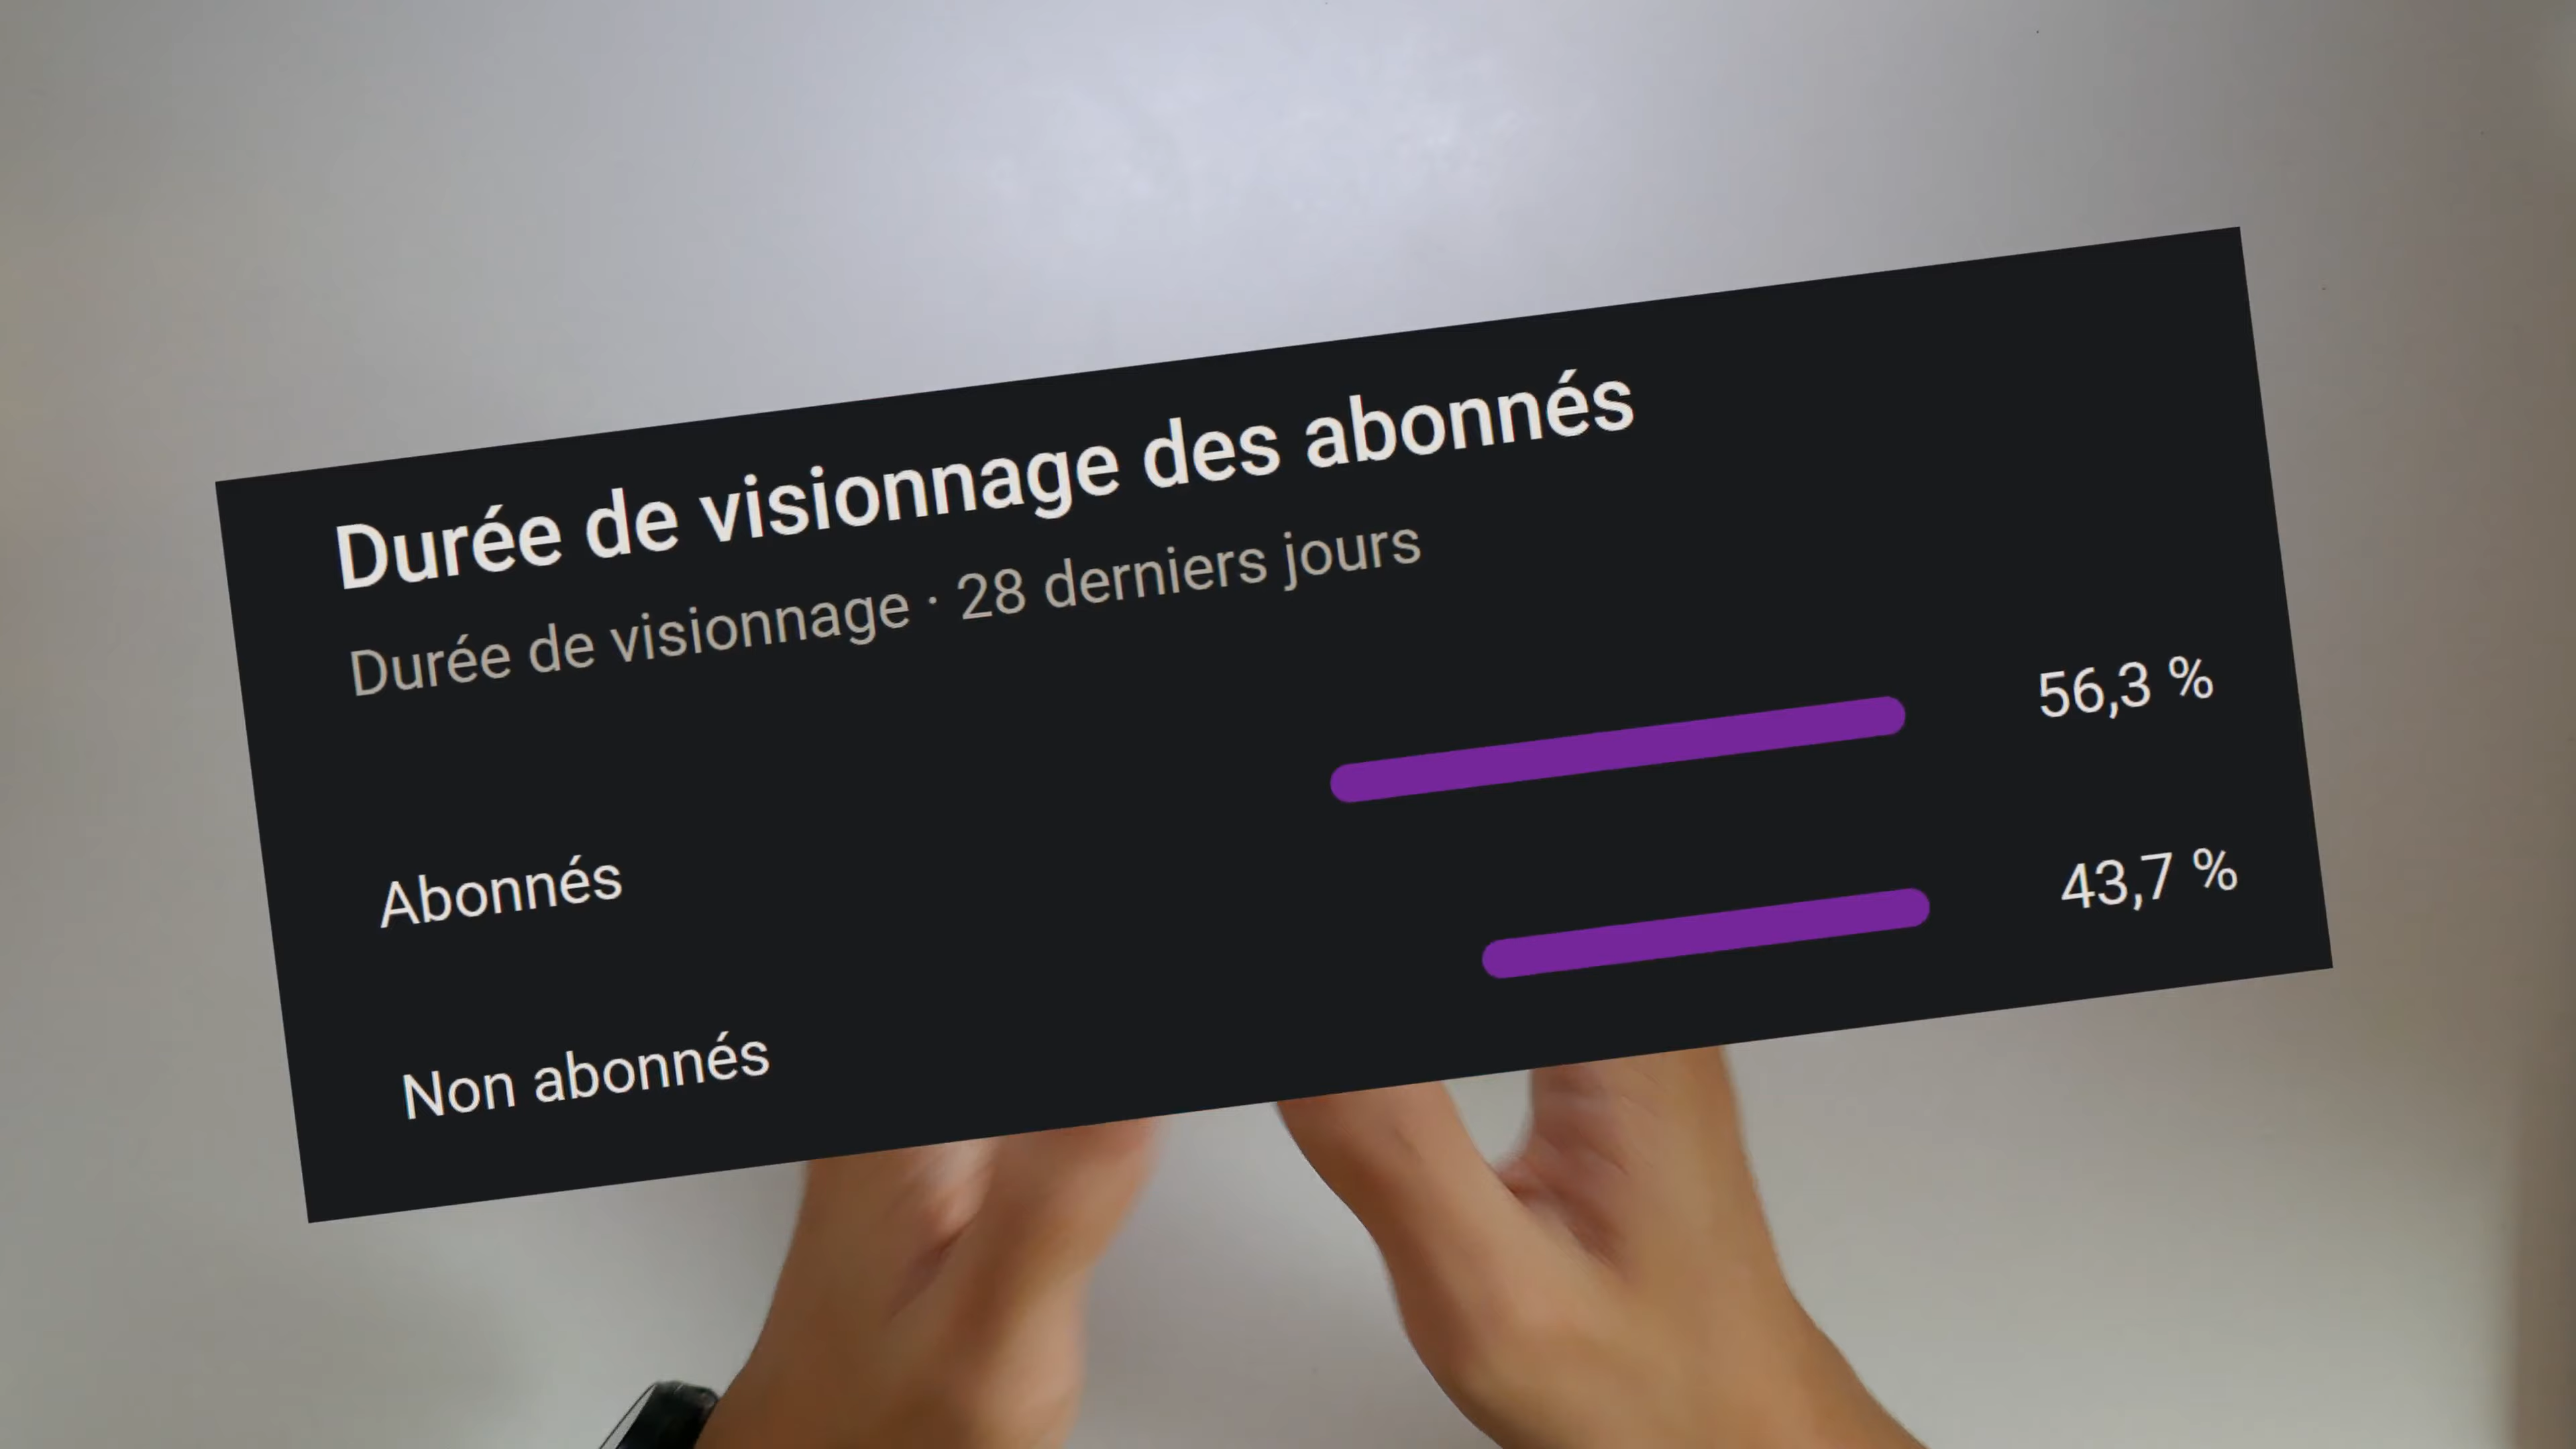 Durée de visionnage des abonnés
Durée de visionnage · 28 derniers jours
Abonnés 56,3 %
Non abonnés 43,7 %